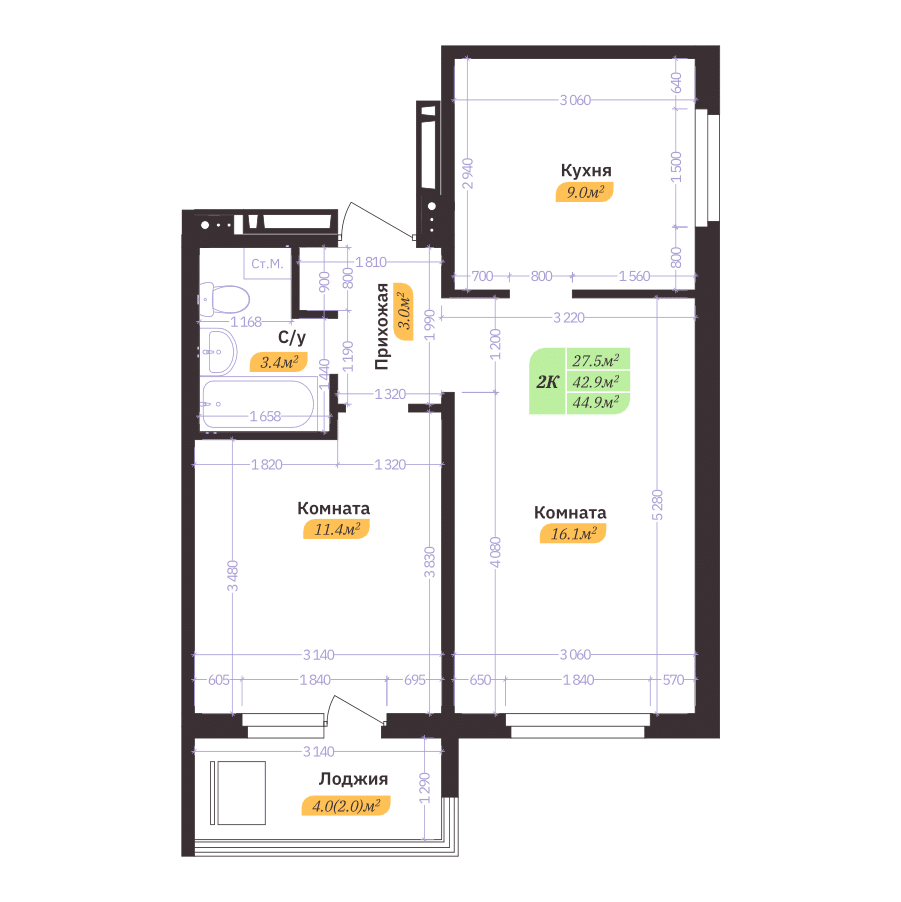 640
3 060
2 940
1 500
Кухня
9.0м²
800
700
800
1 560
Ст.М.
1 810
900
800
Прихожая
3.0м²
1 990
3 220
1 168
С/у
3.4м²
1 190
1 440
1 200
2К
27.5м²
42.9м²
44.9м²
1 320
1 658
1 820
1 320
Комната
11.4м²
Комната
16.1м²
5 280
3 480
3 830
4 080
3 140
3 060
605
1 840
695
650
1 840
570
3 140
Лоджия
4.0(2.0)м²
1 290